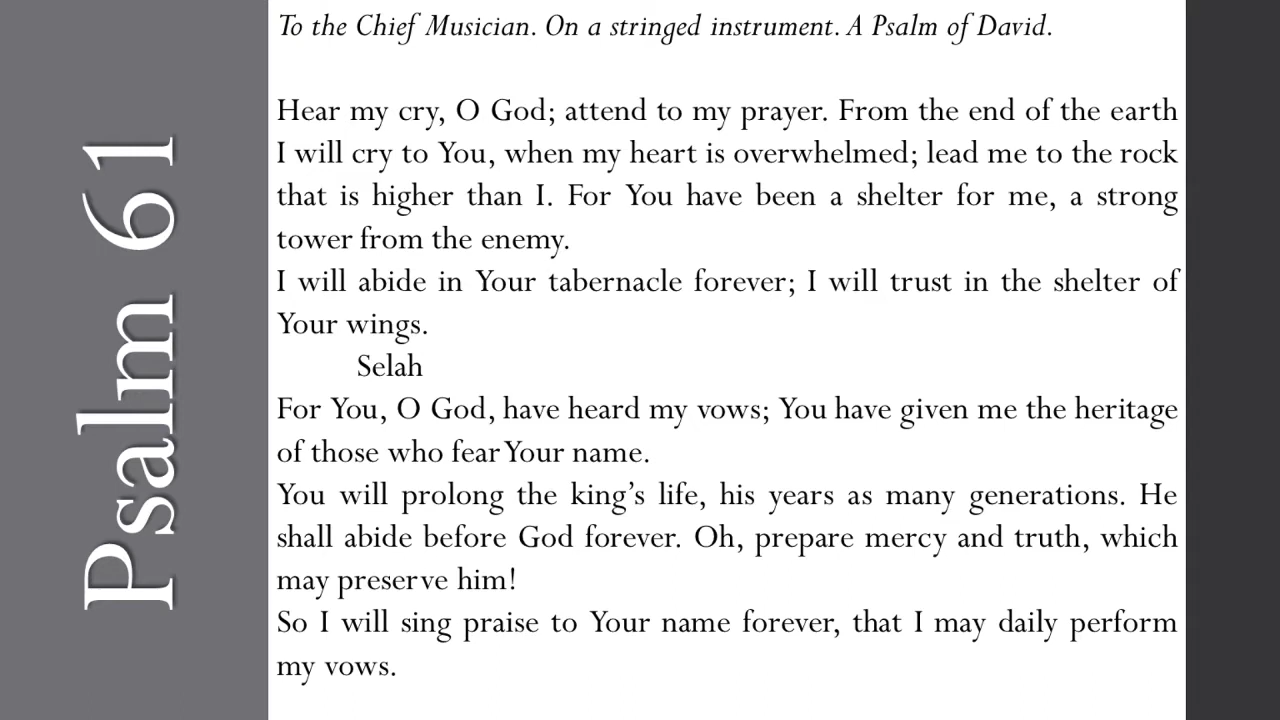 Psalm 61
To the Chief Musician. On a stringed instrument. A Psalm of David.
Hear my cry, O God; attend to my prayer. From the end of the earth
I will cry to You, when my heart is overwhelmed; lead me to the rock
that is higher than I. For You have been a shelter for me, a strong
tower from the enemy.
I will abide in Your tabernacle forever; I will trust in the shelter of
Your wings.
Selah
For You, O God, have heard my vows; You have given me the heritage
of those who fear Your name.
You will prolong the king’s life, his years as many generations. He
shall abide before God forever. Oh, prepare mercy and truth, which
may preserve him!
So I will sing praise to Your name forever, that I may daily perform
my vows.